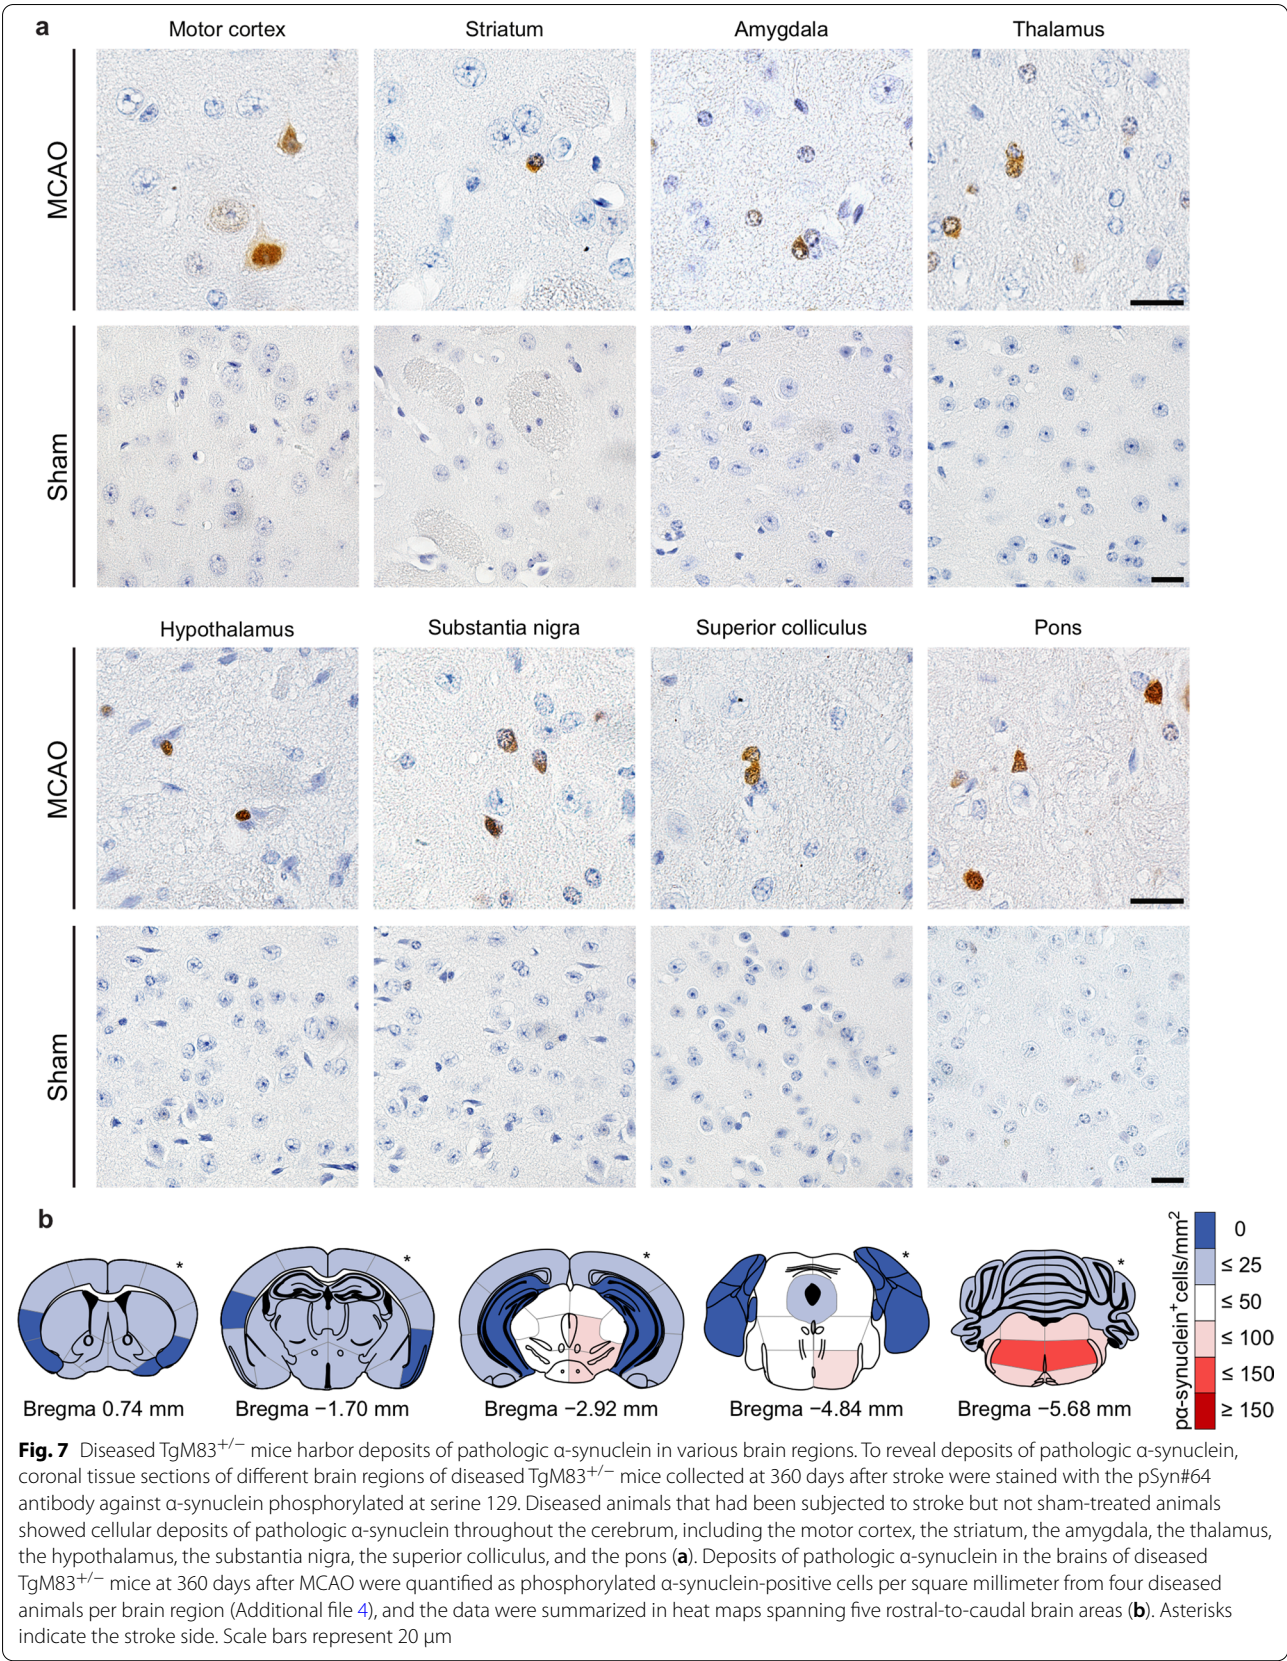 a
Motor cortex Striatum Amygdala Thalamus
MCAO
Sham
Hypothalamus Substantia nigra Superior colliculus Pons
MCAO
Sham
b
* * * * *
Bregma 0.74 mm Bregma −1.70 mm Bregma −2.92 mm Bregma −4.84 mm Bregma −5.68 mm
pα-synuclein⁺cells/mm²
0
≤ 25
≤ 50
≤ 100
≤ 150
≥ 150
Fig. 7 Diseased TgM83⁺/⁻ mice harbor deposits of pathologic α-synuclein in various brain regions. To reveal deposits of pathologic α-synuclein,
coronal tissue sections of different brain regions of diseased TgM83⁺/⁻ mice collected at 360 days after stroke were stained with the pSyn#64
antibody against α-synuclein phosphorylated at serine 129. Diseased animals that had been subjected to stroke but not sham-treated animals
showed cellular deposits of pathologic α-synuclein throughout the cerebrum, including the motor cortex, the striatum, the amygdala, the thalamus,
the hypothalamus, the substantia nigra, the superior colliculus, and the pons (a). Deposits of pathologic α-synuclein in the brains of diseased
TgM83⁺/⁻ mice at 360 days after MCAO were quantified as phosphorylated α-synuclein-positive cells per square millimeter from four diseased
animals per brain region (Additional file 4), and the data were summarized in heat maps spanning five rostral-to-caudal brain areas (b). Asterisks
indicate the stroke side. Scale bars represent 20 μm